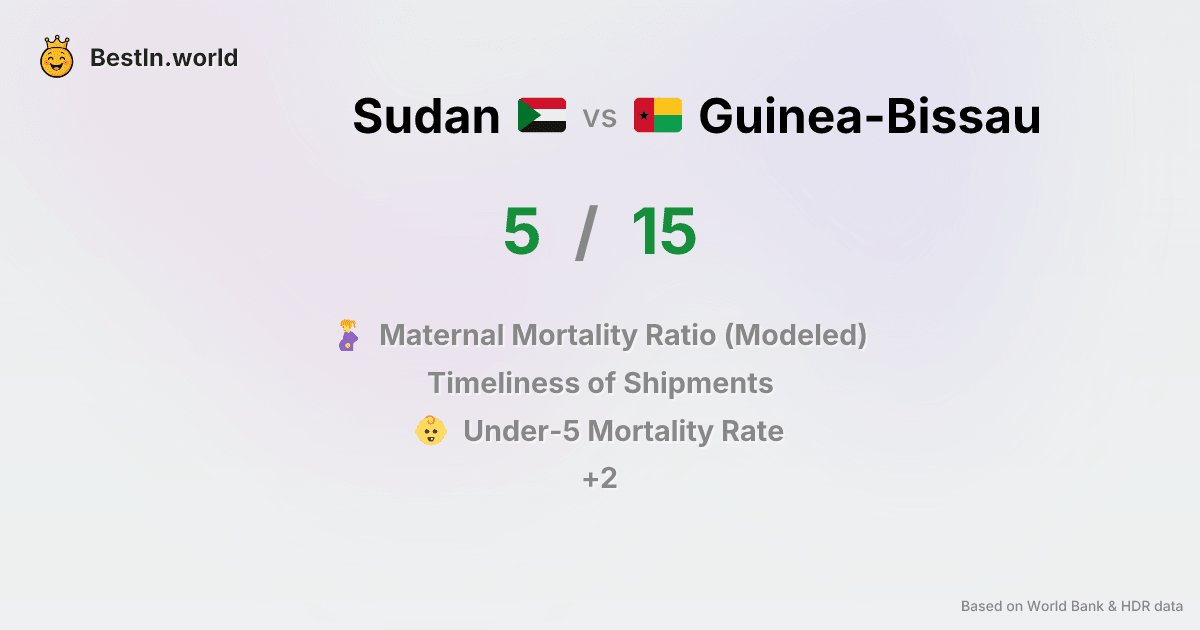 BestIn.world
Sudan vs Guinea-Bissau
5 / 15
Maternal Mortality Ratio (Modeled)
Timeliness of Shipments
Under-5 Mortality Rate
+2
Based on World Bank & HDR data